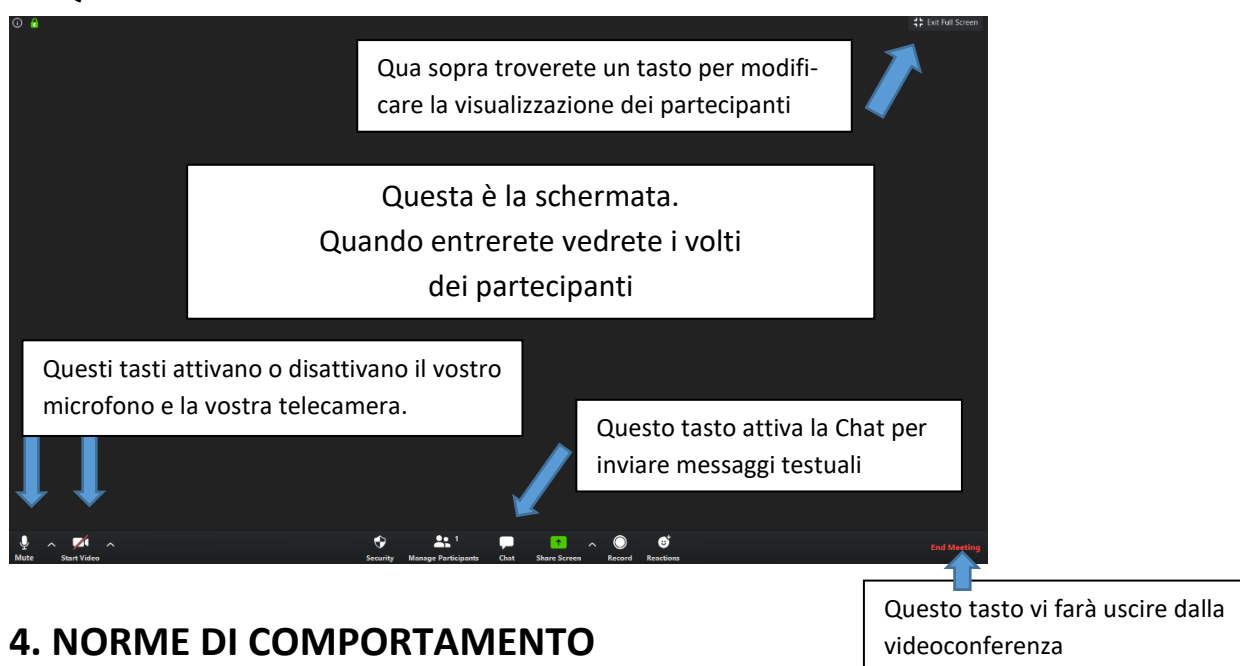 Exit Full Screen
Qua sopra troverete un tasto per modifi-
care la visualizzazione dei partecipanti
Questa è la schermata.
Quando entrerete vedrete i volti
dei partecipanti
Questi tasti attivano o disattivano il vostro
microfono e la vostra telecamera.
Questo tasto attiva la Chat per
inviare messaggi testuali
1
Mute Start Video Security Manage Participants Chat Share Screen Record Reactions End Meeting
Questo tasto vi farà uscire dalla
videoconferenza
4. NORME DI COMPORTAMENTO